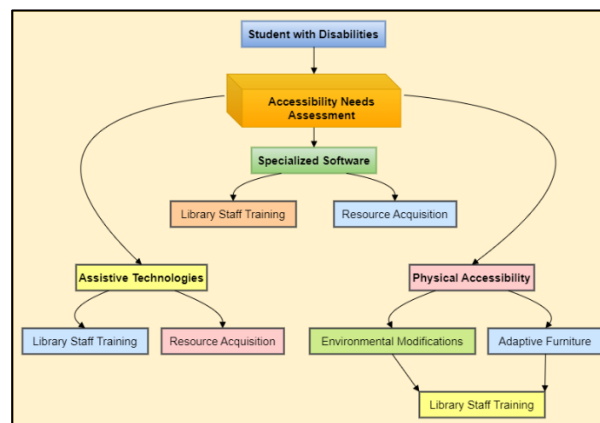 Student with Disabilities
Accessibility Needs
Assessment
Specialized Software
Library Staff Training
Resource Acquisition
Assistive Technologies
Physical Accessibility
Library Staff Training
Resource Acquisition
Environmental Modifications
Adaptive Furniture
Library Staff Training